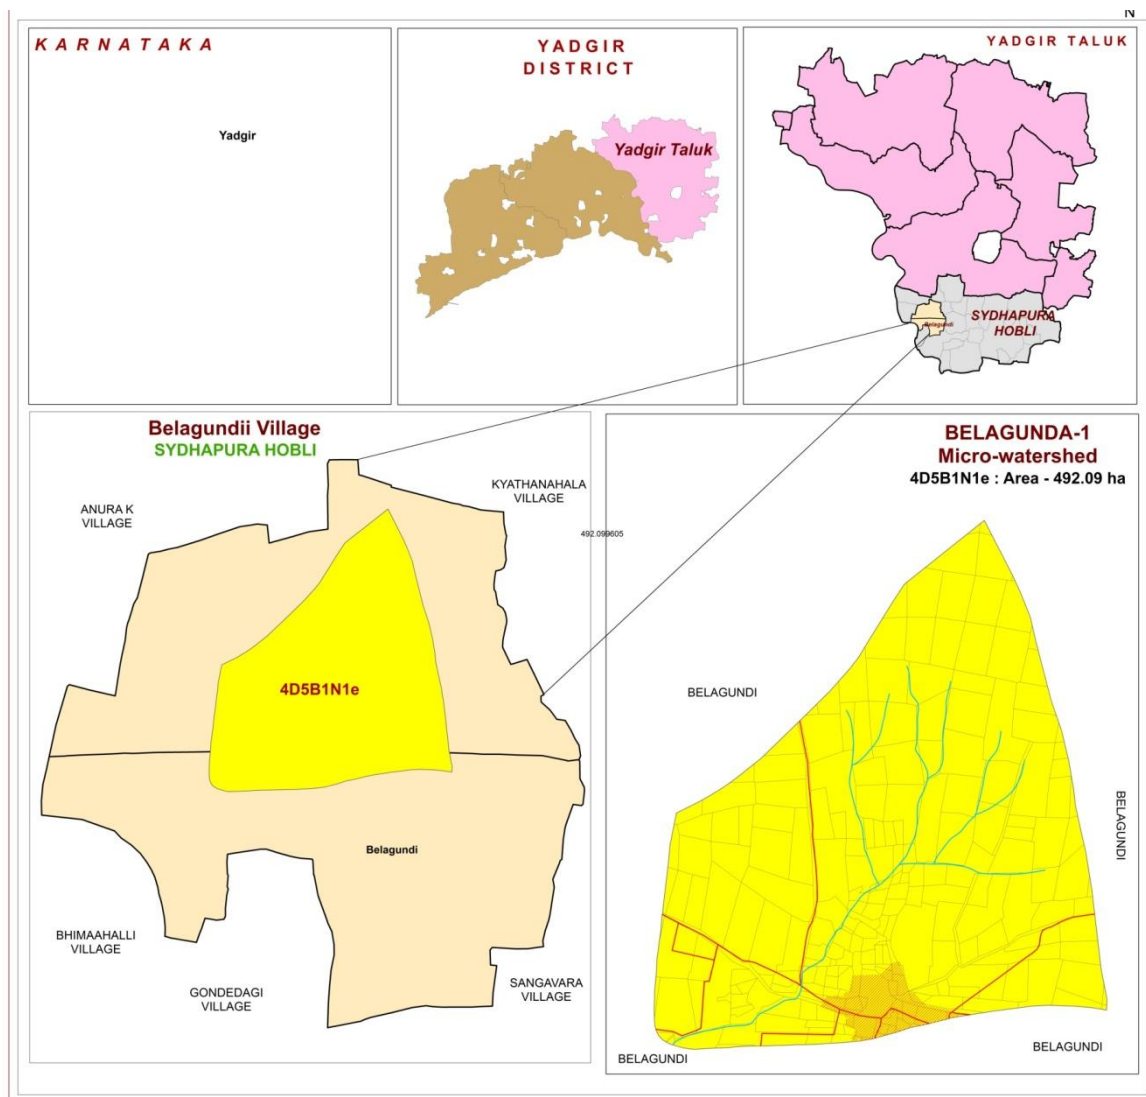 N
KARNATAKA
Yadgir
YADGIR
DISTRICT
Yadgir Taluk
YADGIR TALUK
SYDHAPURA
HOBLI
Belagundi
Belagundii Village
SYDHAPURA HOBLI
ANURA K
VILLAGE
KYATHANAHALA
VILLAGE
4D5B1N1e
Belagundi
BHIMAAHALLI
VILLAGE
GONDEDAGI
VILLAGE
SANGAVARA
VILLAGE
492.099605
BELAGUNDA-1
Micro-watershed
4D5B1N1e : Area - 492.09 ha
BELAGUNDI
BELAGUNDI
BELAGUNDI
BELAGUNDI